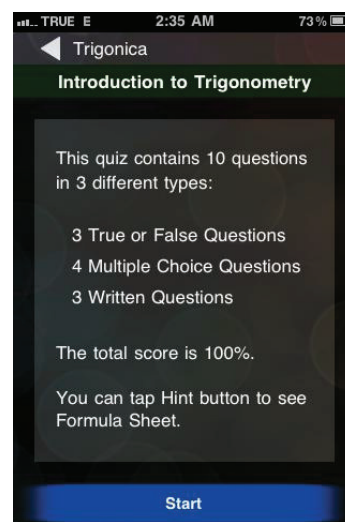 TRUE E 2:35 AM 73%
Trigonica
Introduction to Trigonometry
This quiz contains 10 questions
in 3 different types:
3 True or False Questions
4 Multiple Choice Questions
3 Written Questions
The total score is 100%.
You can tap Hint button to see
Formula Sheet.
Start